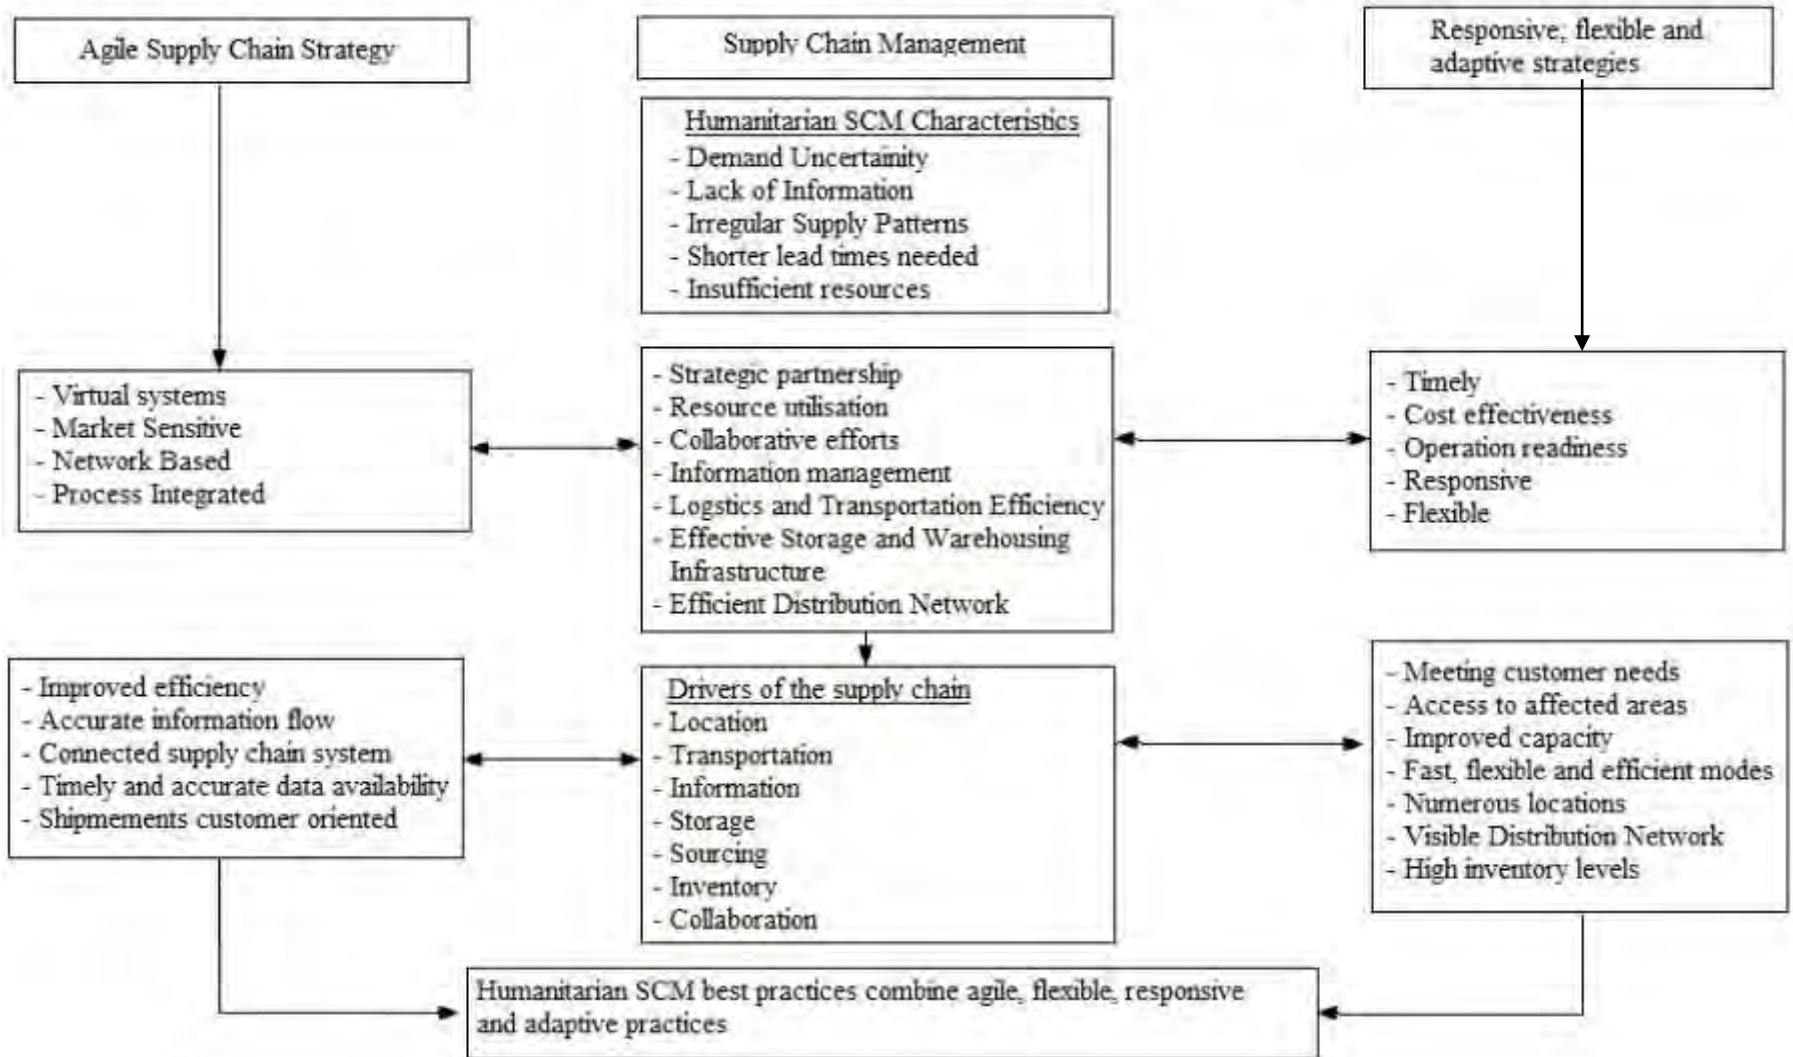 Agile Supply Chain Strategy
Supply Chain Management
Responsive, flexible and
adaptive strategies
Humanitarian SCM Characteristics
- Demand Uncertainity
- Lack of Information
- Irregular Supply Patterns
- Shorter lead times needed
- Insufficient resources
- Virtual systems
- Market Sensitive
- Network Based
- Process Integrated
- Strategic partnership
- Resource utilisation
- Collaborative efforts
- Information management
- Logstics and Transportation Efficiency
- Effective Storage and Warehousing
Infrastructure
- Efficient Distribution Network
- Timely
- Cost effectiveness
- Operation readiness
- Responsive
- Flexible
- Improved efficiency
- Accurate information flow
- Connected supply chain system
- Timely and accurate data availability
- Shipmements customer oriented
Drivers of the supply chain
- Location
- Transportation
- Information
- Storage
- Sourcing
- Inventory
- Collaboration
- Meeting customer needs
- Access to affected areas
- Improved capacity
- Fast, flexible and efficient modes
- Numerous locations
- Visible Distribution Network
- High inventory levels
Humanitarian SCM best practices combine agile, flexible, responsive
and adaptive practices